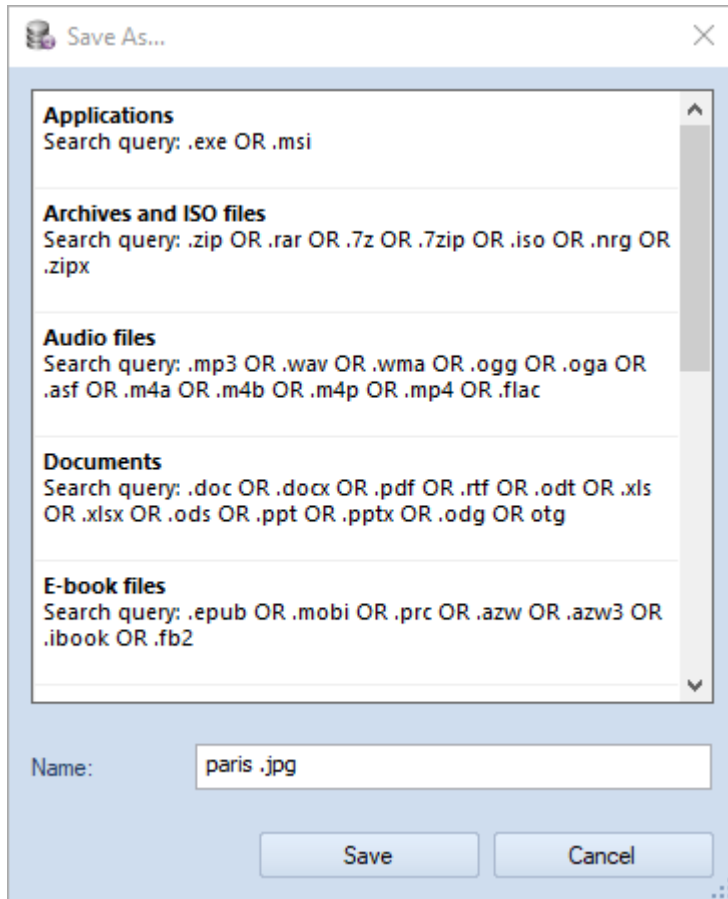 Save As...
Applications
Search query: .exe OR .msi
Archives and ISO files
Search query: .zip OR .rar OR .7z OR .7zip OR .iso OR .nrg OR
.zipx
Audio files
Search query: .mp3 OR .wav OR .wma OR .ogg OR .oga OR
.asf OR .m4a OR .m4b OR .m4p OR .mp4 OR .flac
Documents
Search query: .doc OR .docx OR .pdf OR .rtf OR .odt OR .xls
OR .xlsx OR .ods OR .ppt OR .pptx OR .odg OR otg
E-book files
Search query: .epub OR .mobi OR .prc OR .azw OR .azw3 OR
.ibook OR .fb2
Name: paris .jpg
Save Cancel